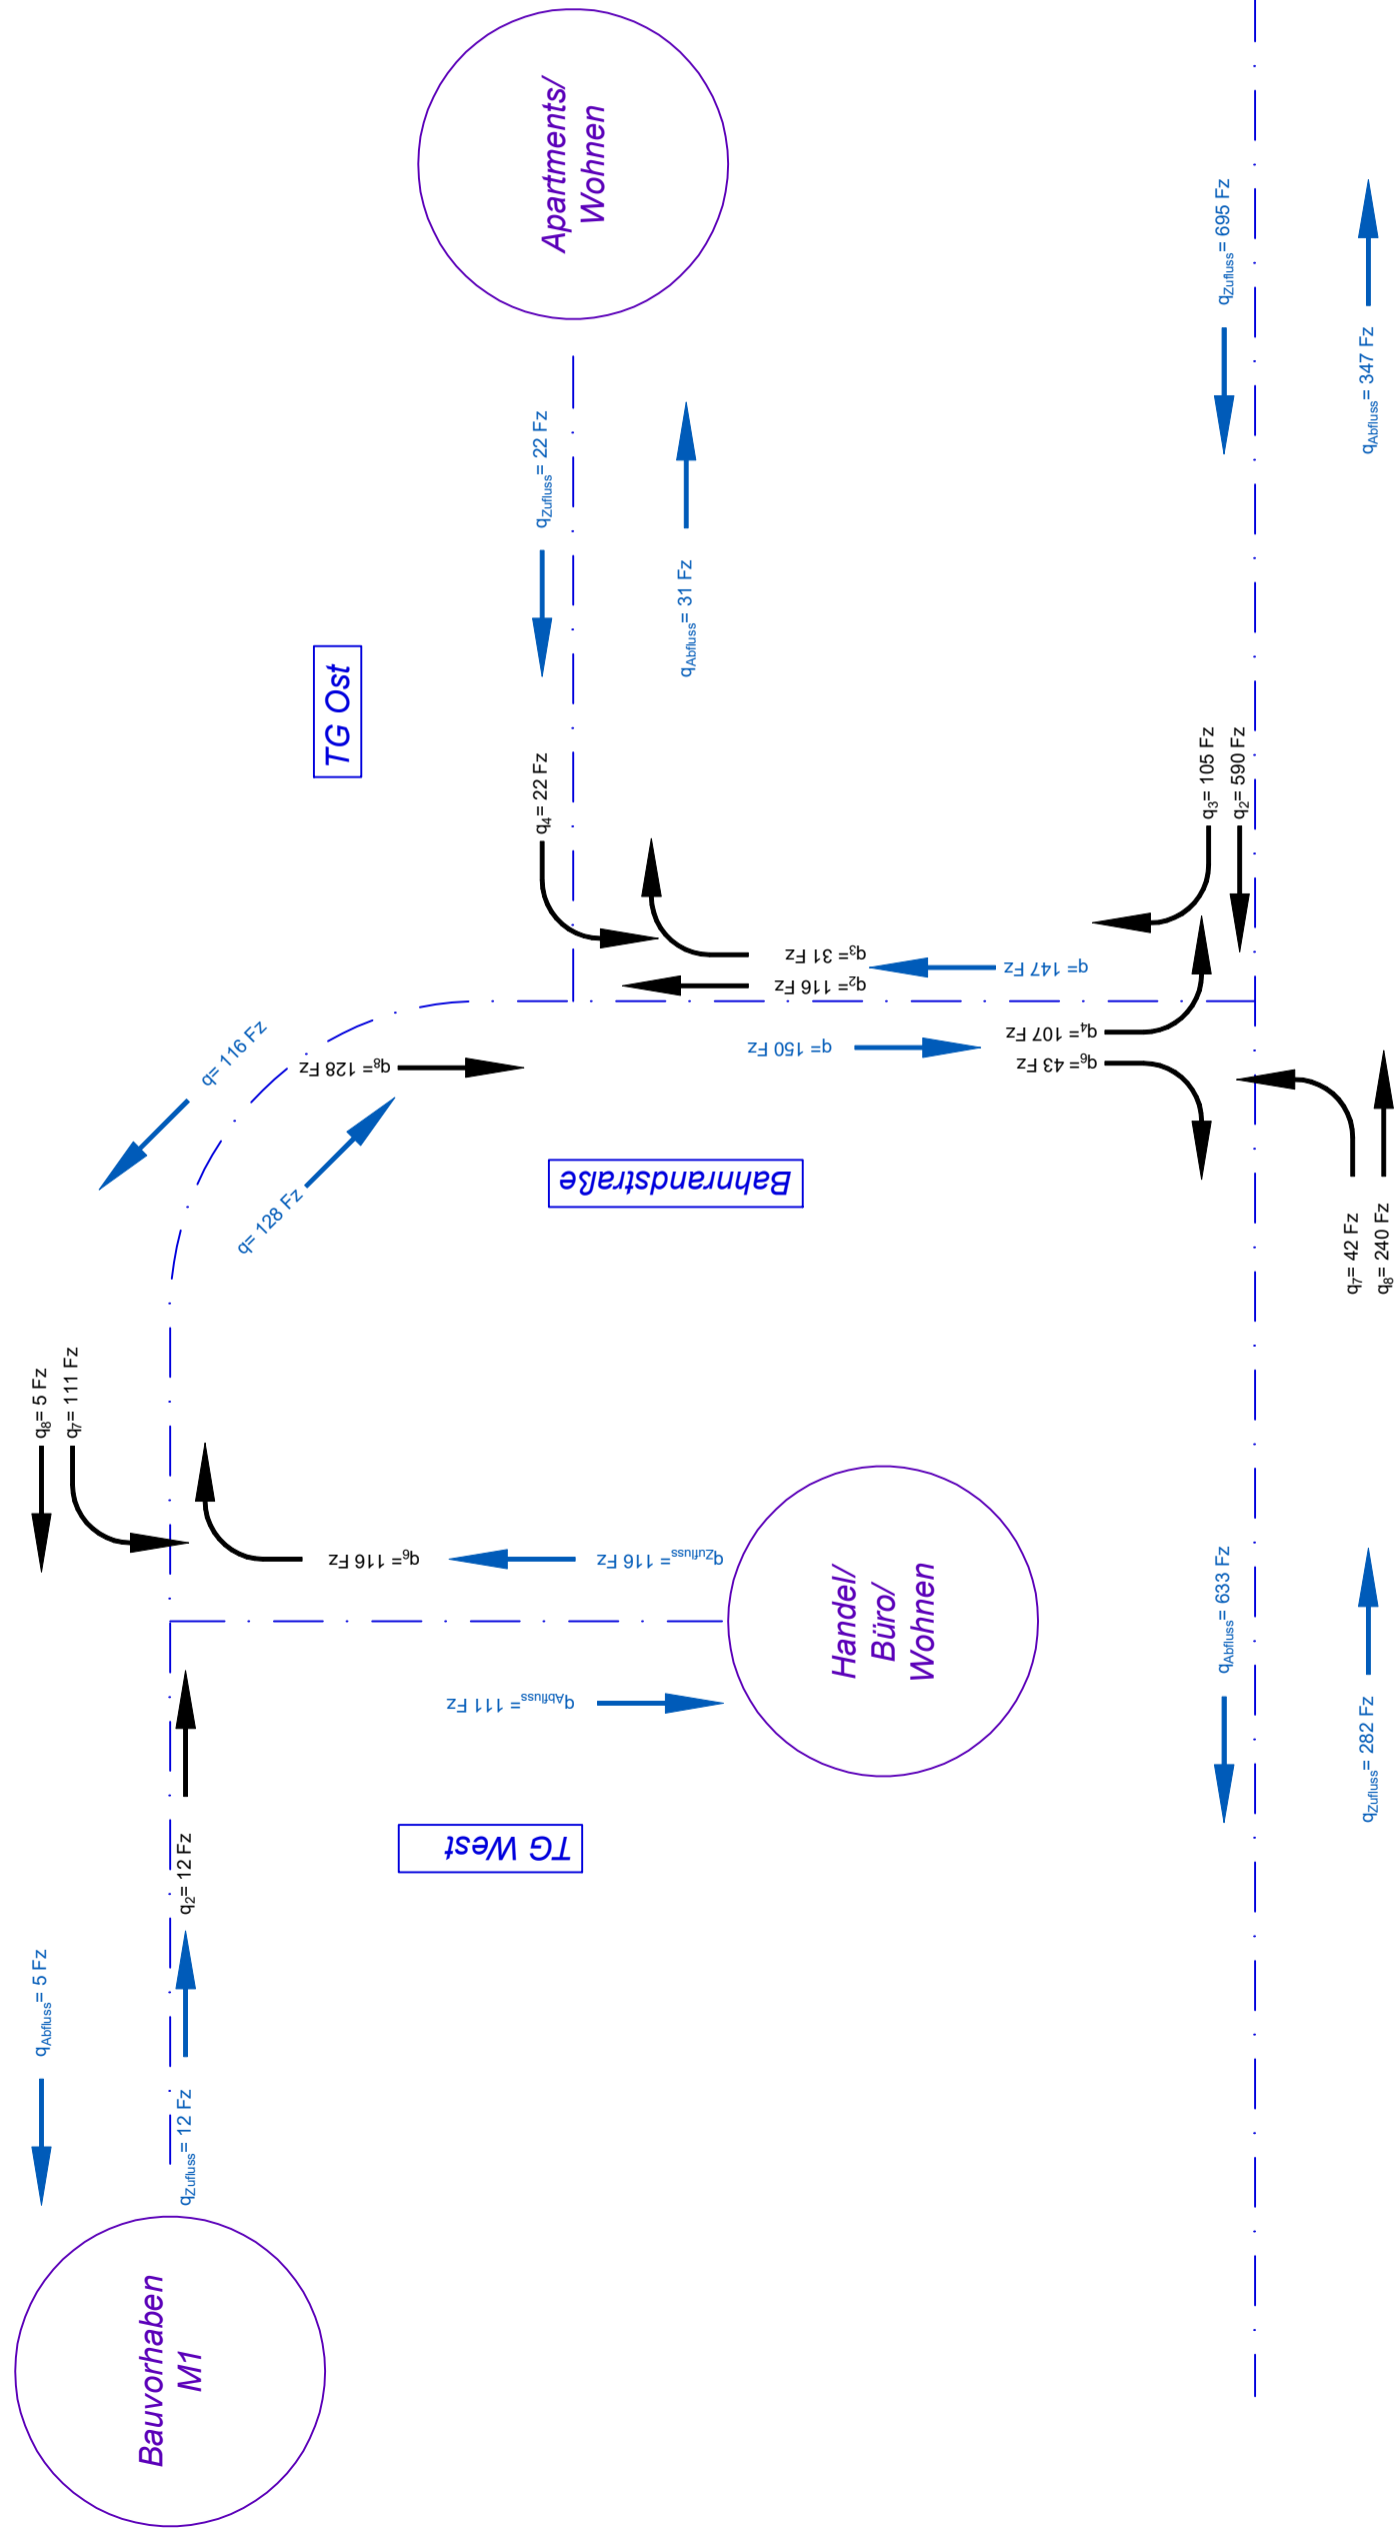 Apartments/
Wohnen
qZufluss= 695 Fz
qAbfluss= 347 Fz
qZufluss= 22 Fz
qAbfluss= 31 Fz
TG Ost
q4= 22 Fz
q3= 105 Fz
q2= 590 Fz
q3= 31 Fz
q2= 116 Fz
q= 147 Fz
q= 150 Fz
q4= 107 Fz
q6= 43 Fz
q= 116 Fz
q8= 128 Fz
q= 128 Fz
Bahnrandstraße
q7= 42 Fz
q8= 240 Fz
q8= 5 Fz
q7= 111 Fz
q6= 116 Fz
qZufluss= 116 Fz
qAbfluss= 111 Fz
Handel/
Büro/
Wohnen
qAbfluss= 633 Fz
qZufluss= 282 Fz
TG West
q2= 12 Fz
qAbfluss= 5 Fz
qZufluss= 12 Fz
Bauvorhaben
M1